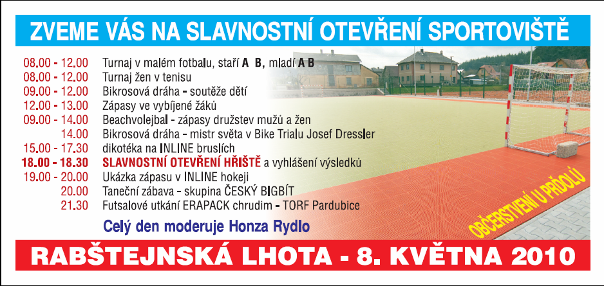 ZVEME VÁS NA SLAVNOSTNÍ OTEVŘENÍ SPORTOVIŠTĚ
08.00 - 12.00 Turnaj v malém fotbalu, staří A B, mladí A B
08.00 - 12.00 Turnaj žen v tenisu
09.00 - 12.00 Bikrosová dráha - soutěže dětí
12.00 - 13.00 Zápasy ve vybíjené žáků
09.00 - 14.00 Beachvolejbal - zápasy družstev mužů a žen
14.00 Bikrosová dráha - mistr světa v Bike Trialu Josef Dressler
15.00 - 17.30 dikotéka na INLINE bruslích
18.00 - 18.30 SLAVNOSTNÍ OTEVŘENÍ HŘIŠTĚ a vyhlášení výsledků
19.00 - 20.00 Ukázka zápasu v INLINE hokeji
20.00 Taneční zábava - skupina ČESKÝ BIGBÍT
21.30 Futsalové utkání ERAPACK chrudim - TORF Pardubice
Celý den moderuje Honza Rydlo
OBČERSTVENÍ U PRĎOLŮ
RABŠTEJNSKÁ LHOTA - 8. KVĚTNA 2010